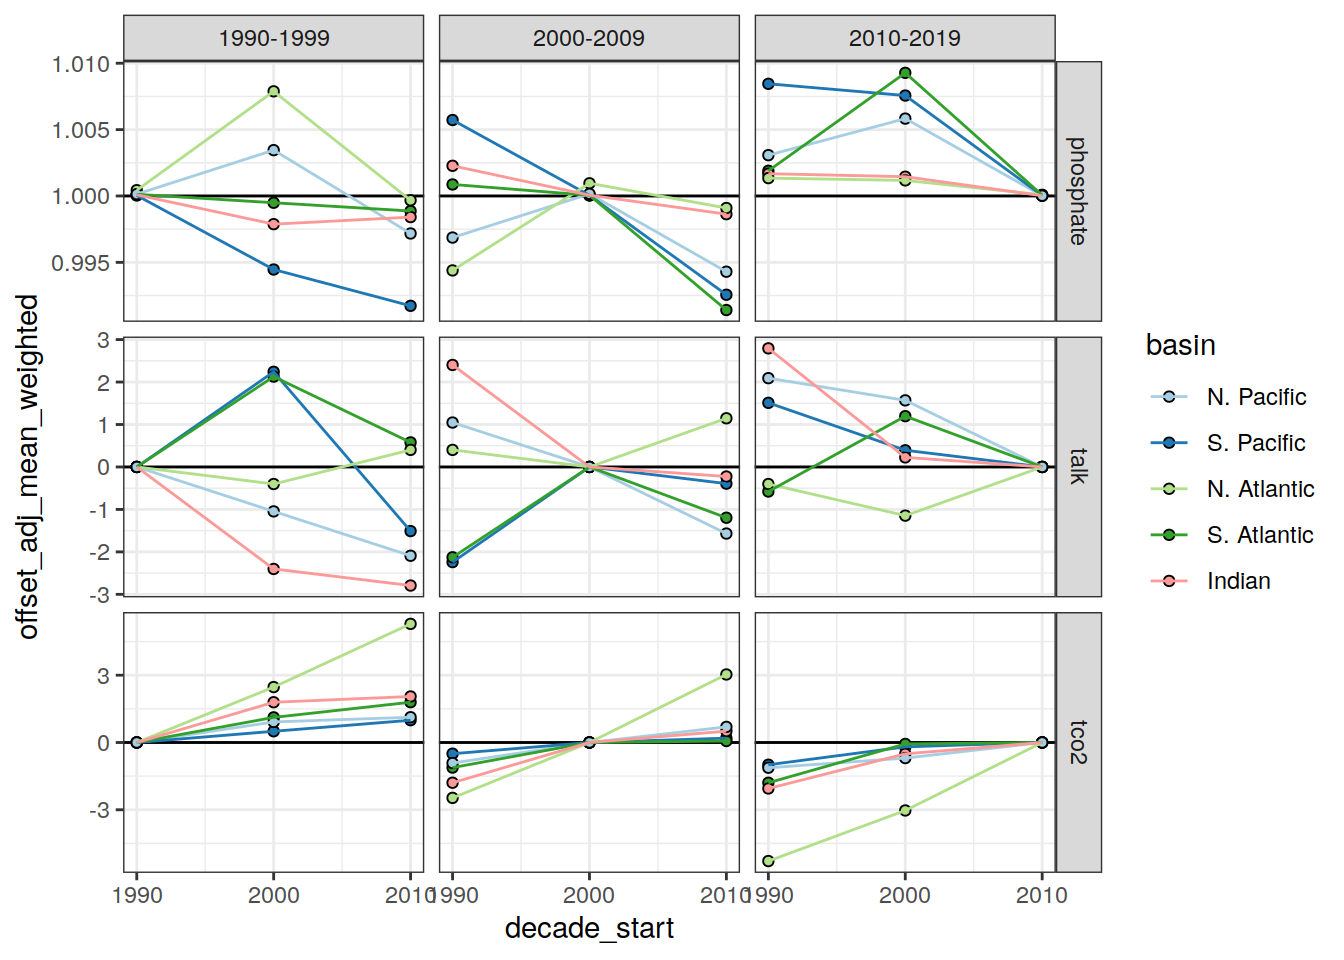 1990-1999
2000-2009
2010-2019
1.010
1.005
1.000
0.995
phosphate
3
2
1
0
-1
-2
-3
talk
3
0
-3
tco2
1990
2000
2010
1990
2000
2010
1990
2000
2010
decade_start
offset_adj_mean_weighted
basin
N. Pacific
S. Pacific
N. Atlantic
S. Atlantic
Indian